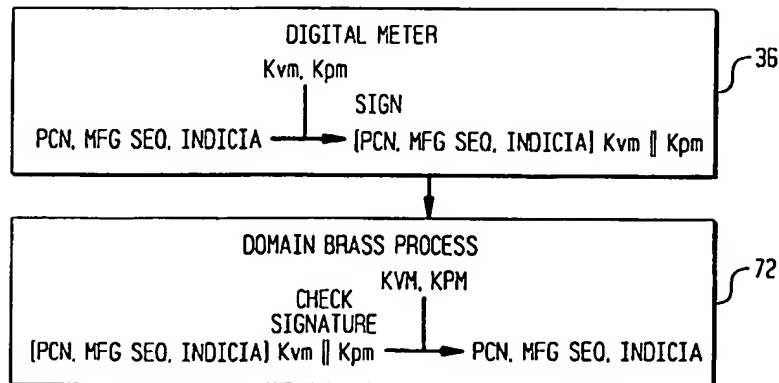 DIGITAL METER
Kvm, Kpm
SIGN
PCN, MFG SEQ, INDICIA
[PCN, MFG SEQ, INDICIA] Kvm || Kpm
36
DOMAIN BRASS PROCESS
KVM, KPM
CHECK
SIGNATURE
[PCN, MFG SEQ, INDICIA] Kvm || Kpm
PCN, MFG SEQ, INDICIA
72